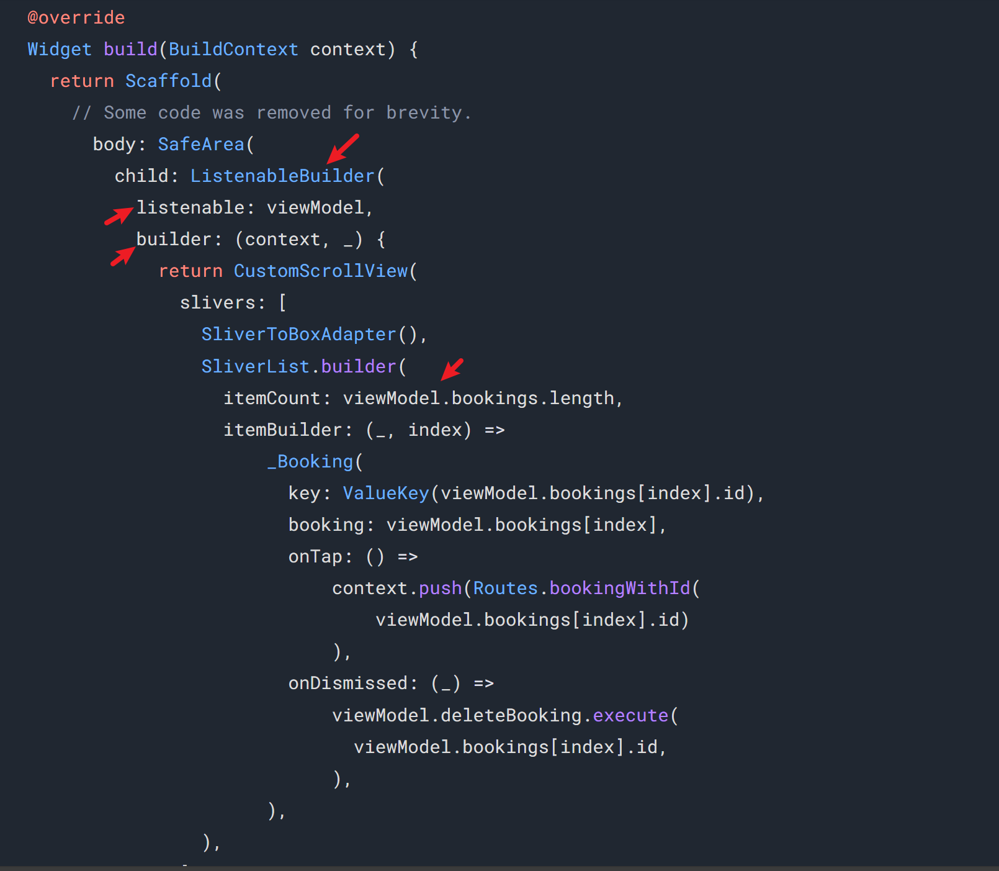 @override
Widget build(BuildContext context) {
return Scaffold(
// Some code was removed for brevity.
body: SafeArea(
child: ListenableBuilder(
listenable: viewModel,
builder: (context, _) {
return CustomScrollView(
slivers: [
SliverToBoxAdapter(),
SliverList.builder(
itemCount: viewModel.bookings.length,
itemBuilder: (_, index) =>
_Booking(
key: ValueKey(viewModel.bookings[index].id),
booking: viewModel.bookings[index],
onTap: () =>
context.push(Routes.bookingWithId(
viewModel.bookings[index].id)
),
onDismissed: (_) =>
viewModel.deleteBooking.execute(
viewModel.bookings[index].id,
),
),
),